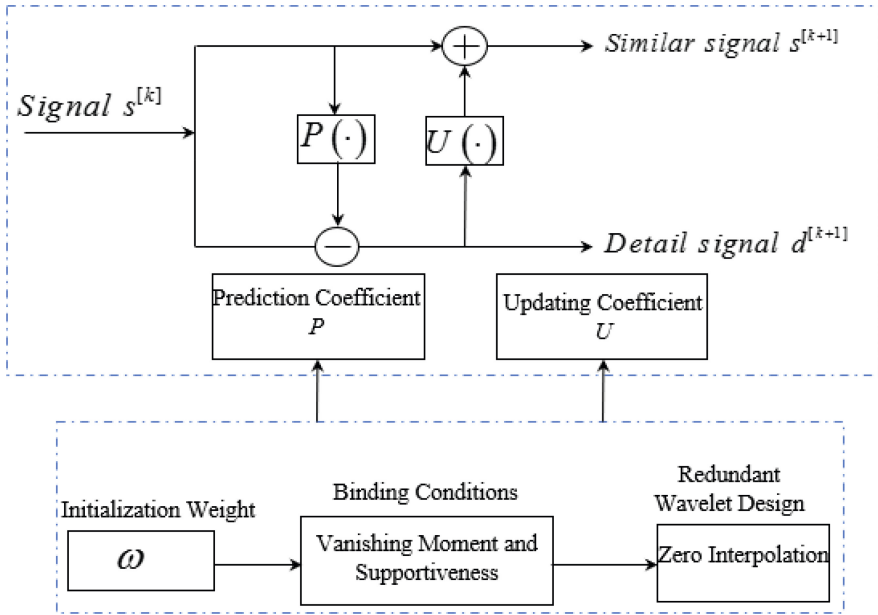 Signal s^[k]
+
Similar signal s^[k+1]
P(·)
U(·)
−
Detail signal d^[k+1]
Prediction Coefficient
P
Updating Coefficient
U
Initialization Weight
ω
Binding Conditions
Vanishing Moment and
Supportiveness
Redundant
Wavelet Design
Zero Interpolation